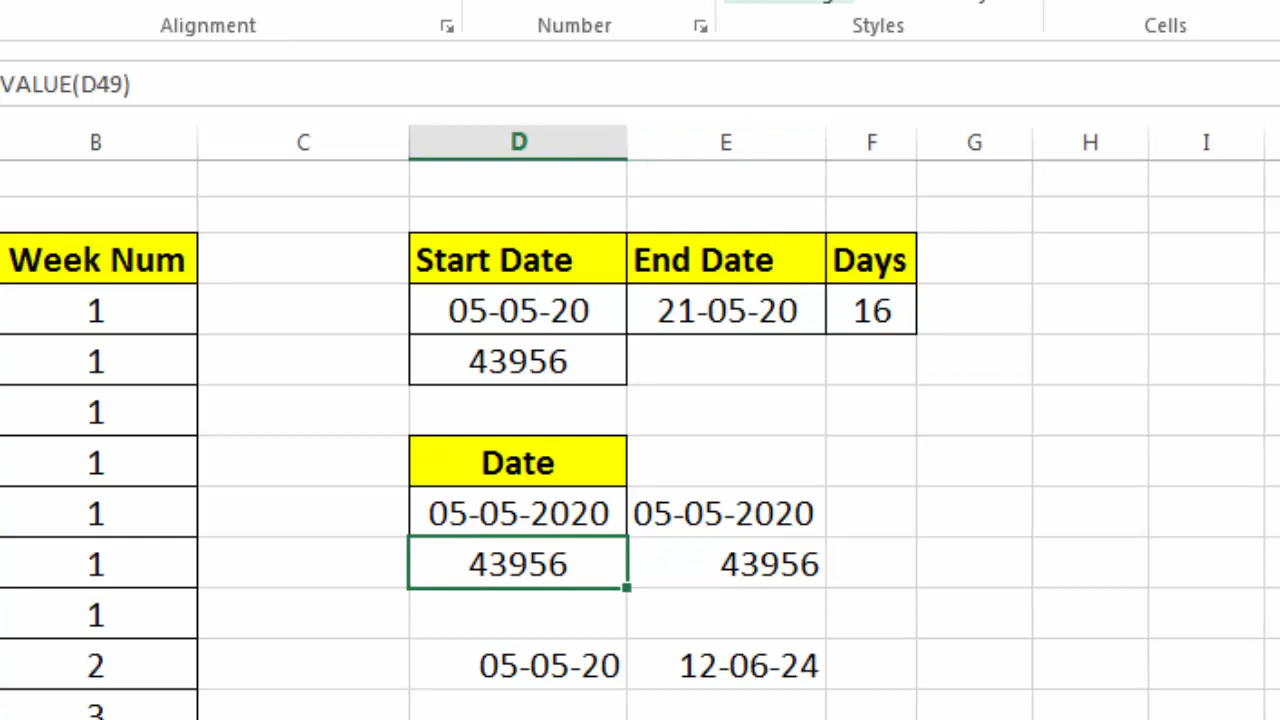 Alignment Number Styles Cells
VALUE(D49)
B C D E F G H I
Week Num Start Date End Date Days
1 05-05-20 21-05-20 16
1 43956
1
1 Date
1 05-05-2020 05-05-2020
1 43956 43956
1
2 05-05-20 12-06-24
3